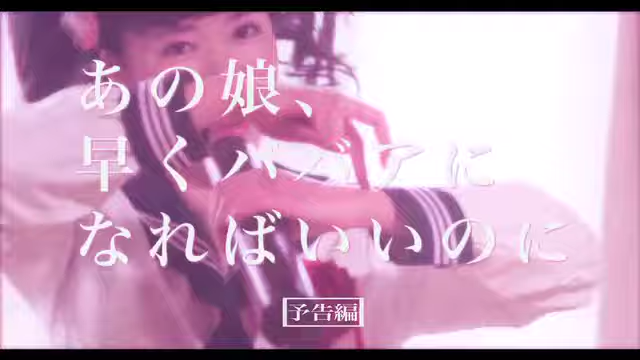 あの娘、
早くババアに
なればいいのに
予告編